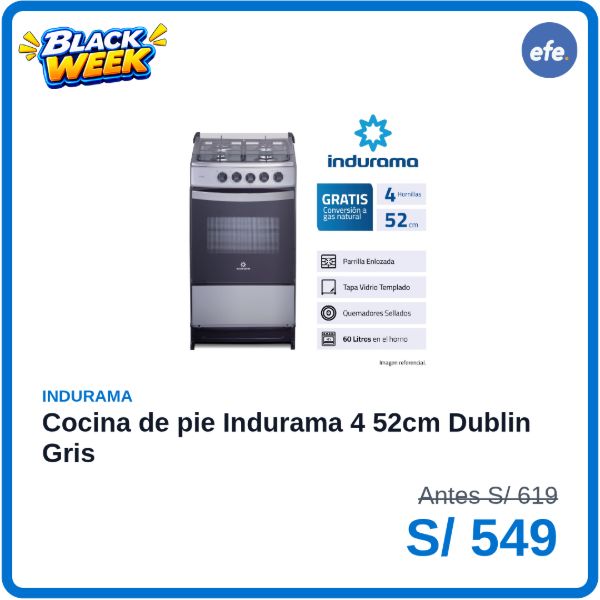 BLACK
WEEK
efe.
indurama
GRATIS
Conversión a
gas natural
4 Hornillas
52 cm
Parrilla Enlozada
Tapa Vidrio Templado
Quemadores Sellados
60 Litros en el horno
Imagen referencial.
indurama
INDURAMA
Cocina de pie Indurama 4 52cm Dublin
Gris
Antes S/ 619
S/ 549